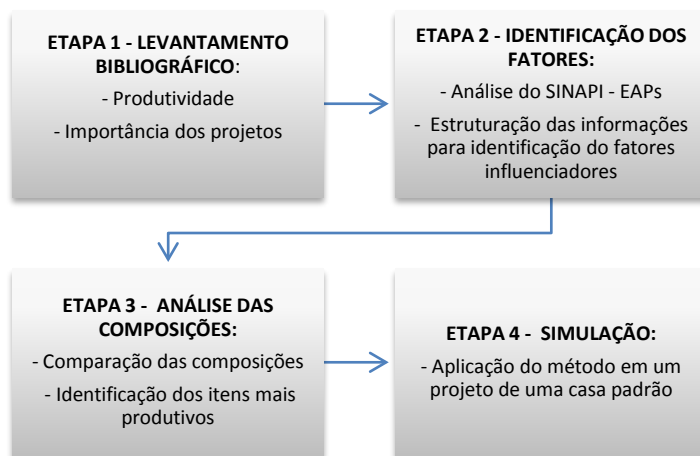 ETAPA 1 - LEVANTAMENTO
BIBLIOGRÁFICO:
- Produtividade
- Importância dos projetos
ETAPA 2 - IDENTIFICAÇÃO DOS
FATORES:
- Análise do SINAPI - EAPs
- Estruturação das informações
para identificação do fatores
influenciadores
ETAPA 3 - ANÁLISE DAS
COMPOSIÇÕES:
- Comparação das composições
- Identificação dos itens mais
produtivos
ETAPA 4 - SIMULAÇÃO:
- Aplicação do método em um
projeto de uma casa padrão